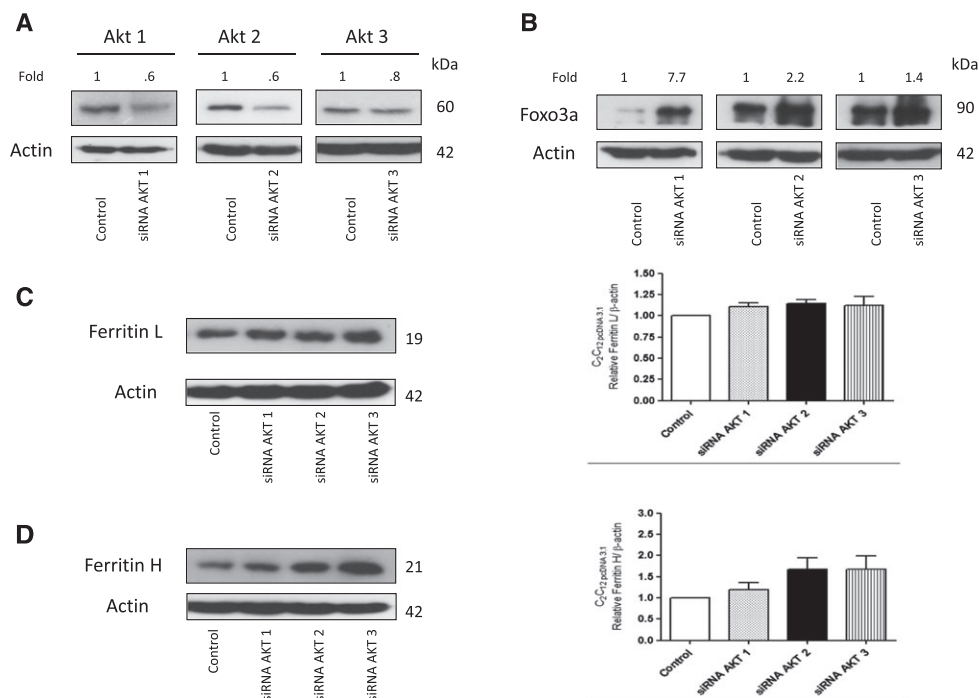 A
Akt 1 Akt 2 Akt 3
kDa
Fold 1 .6 1 .6 1 .8
60
Actin 42
Control siRNA AKT 1 Control siRNA AKT 2 Control siRNA AKT 3
B
kDa
Fold 1 7.7 1 2.2 1 1.4
Foxo3a 90
Actin 42
Control siRNA AKT 1 Control siRNA AKT 2 Control siRNA AKT 3
C
Ferritin L 19
Actin 42
Control siRNA AKT 1 siRNA AKT 2 siRNA AKT 3
C2C12 pcDNA3.1
Relative Ferritin L/ β-actin
1.50
1.25
1.00
0.75
0.50
0.25
0.00
Control siRNA AKT 1 siRNA AKT 2 siRNA AKT 3
D
Ferritin H 21
Actin 42
Control siRNA AKT 1 siRNA AKT 2 siRNA AKT 3
C2C12 pcDNA3.1
Relative Ferritin H/ β-actin
3.0
2.5
2.0
1.5
1.0
0.5
0.0
Control siRNA AKT 1 siRNA AKT 2 siRNA AKT 3